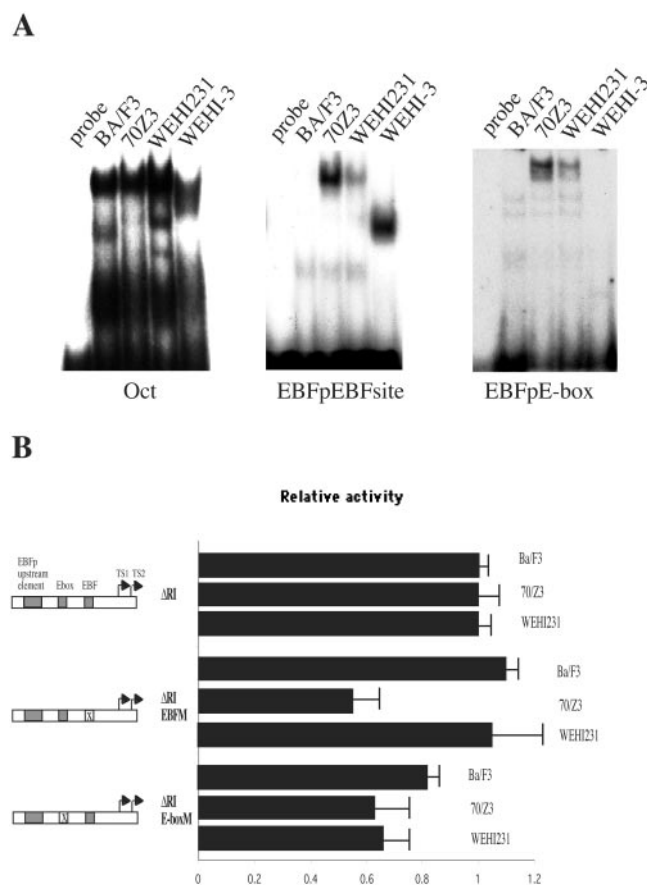 A
probe
BA/F3
70Z3
WEHI231
WEHI-3
probe
BA/F3
70Z3
WEHI231
WEHI-3
probe
BA/F3
70Z3
WEHI231
WEHI-3
Oct
EBFpEBFsite
EBFpE-box
B
Relative activity
EBFp
upstream
element
Ebox
EBF
TS1
TS2
ΔRI
Ba/F3
70/Z3
WEHI231
ΔRI
EBFM
X
Ba/F3
70/Z3
WEHI231
ΔRI
E-boxM
X
Ba/F3
70/Z3
WEHI231
0 0.2 0.4 0.6 0.8 1 1.2